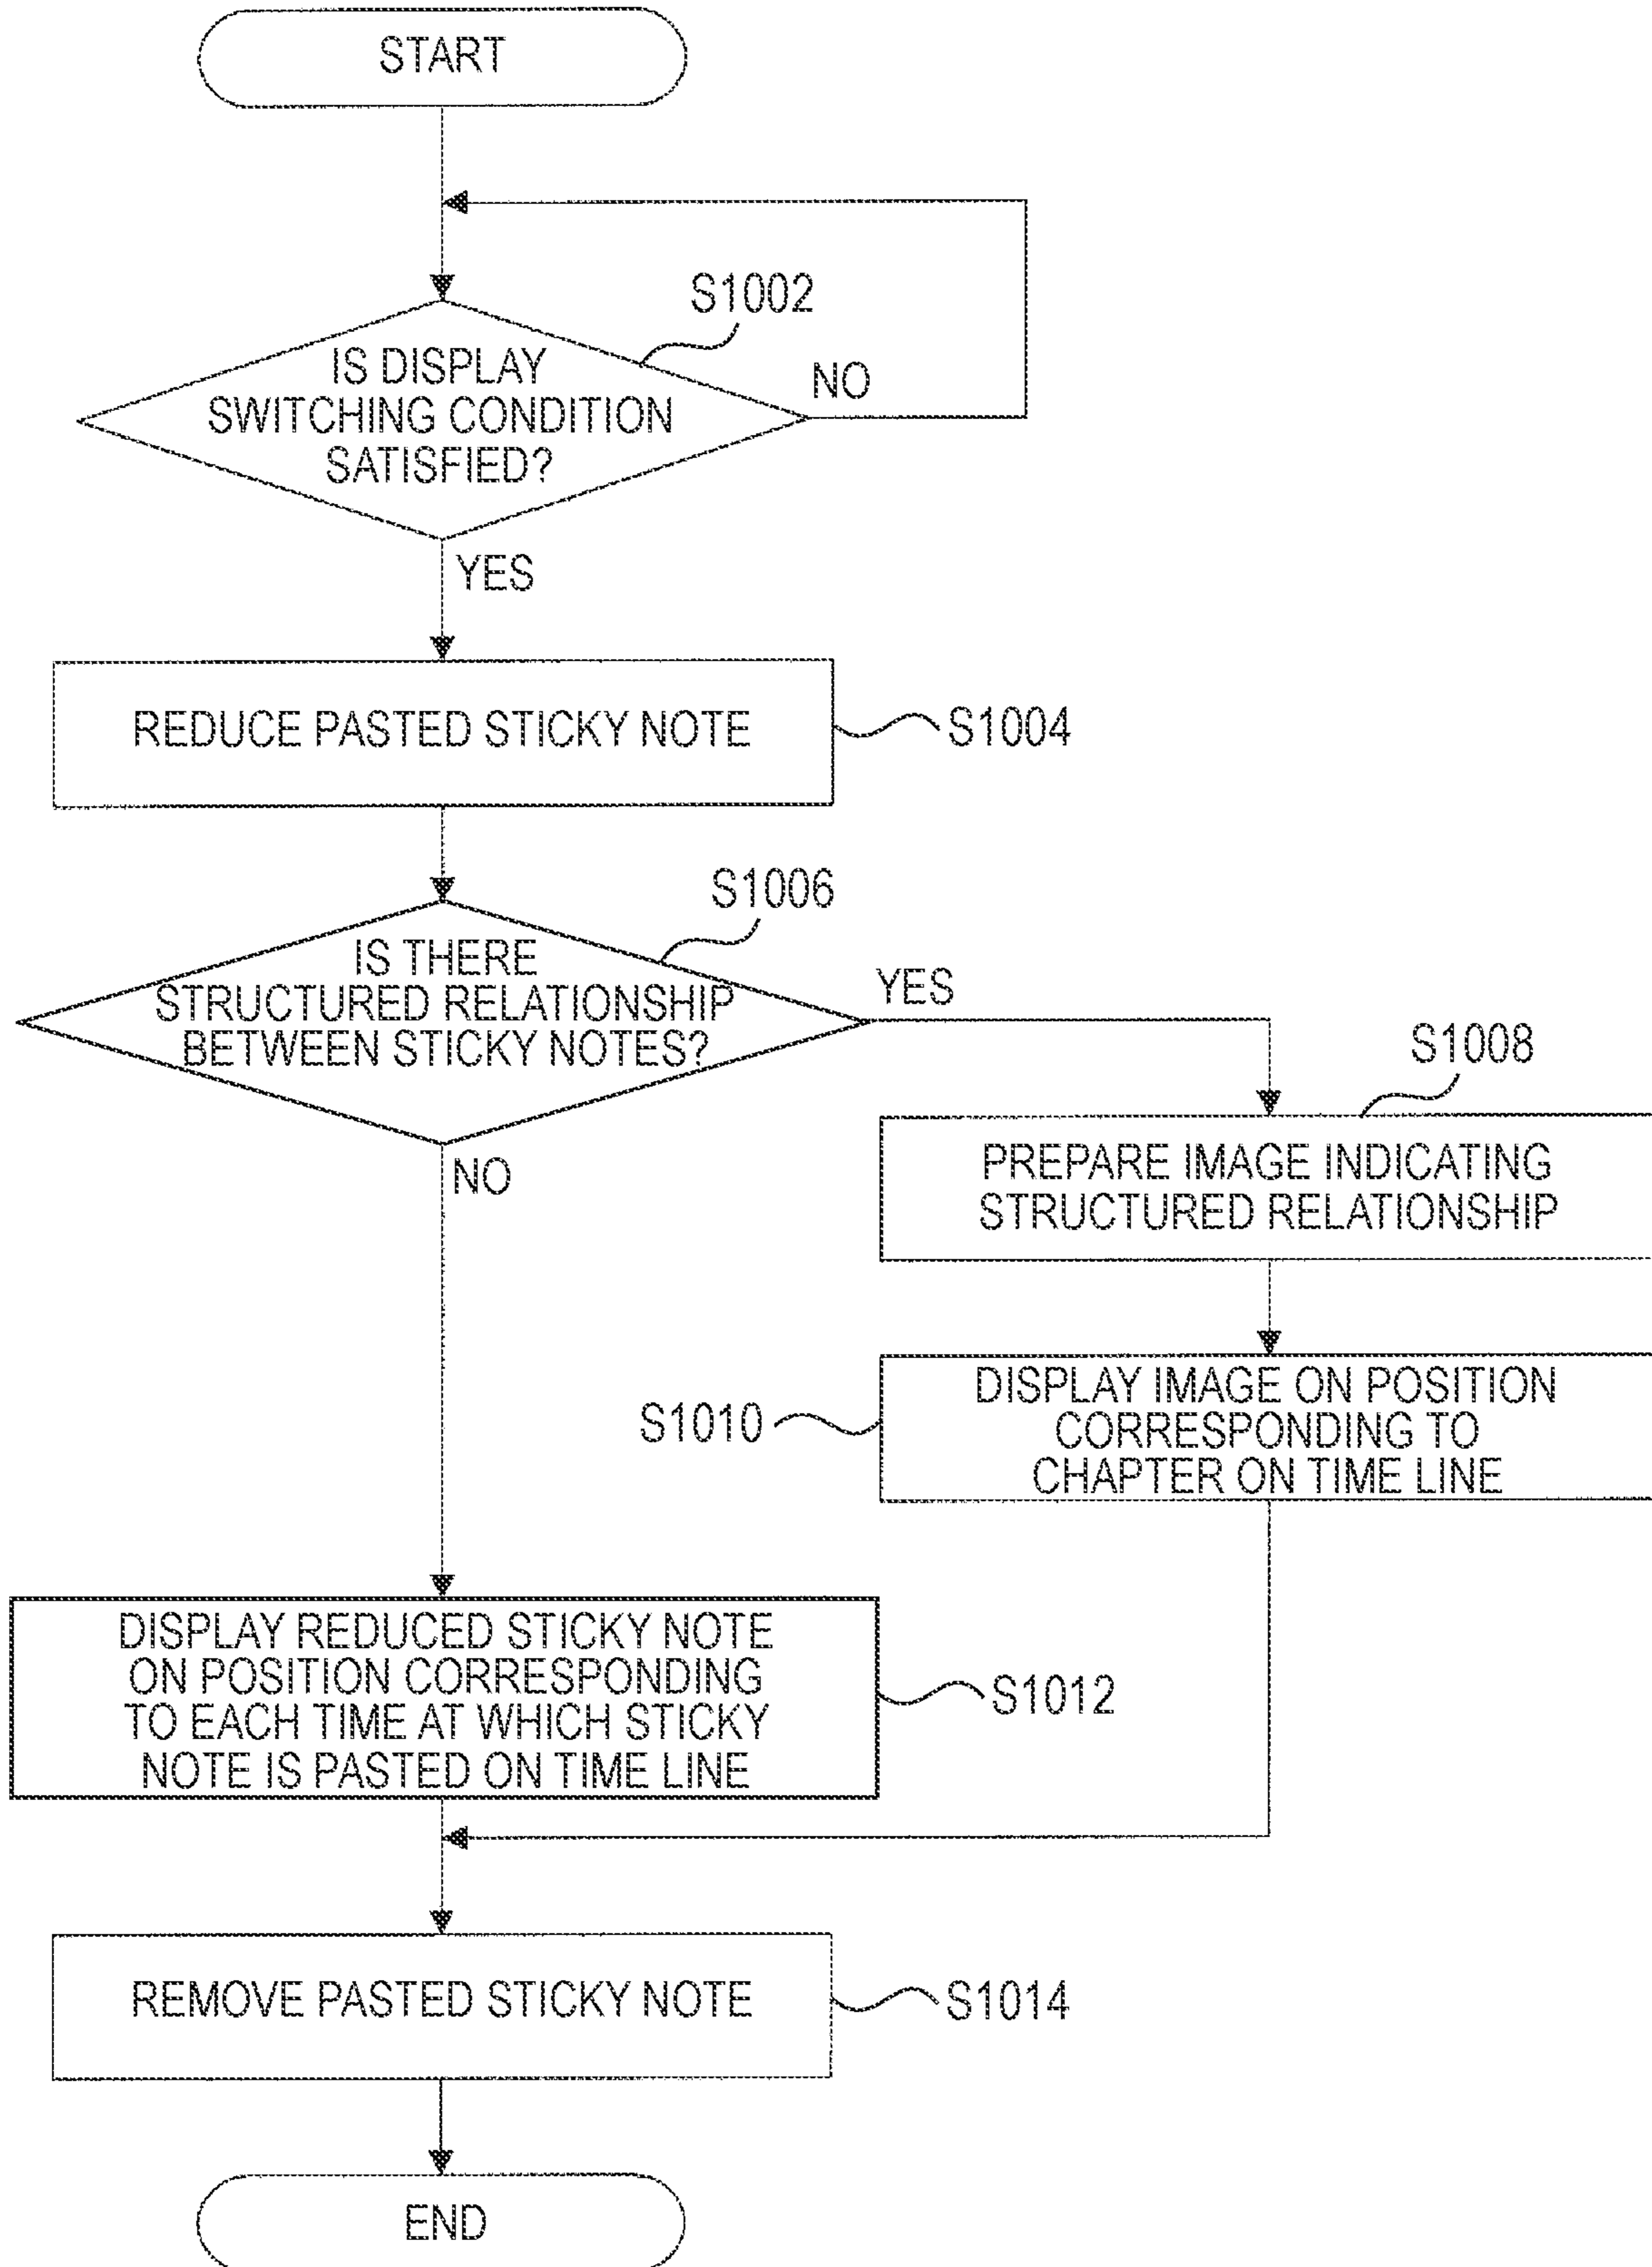 START
S1002
IS DISPLAY
SWITCHING CONDITION
SATISFIED?
NO
YES
REDUCE PASTED STICKY NOTE
S1004
S1006
IS THERE
STRUCTURED RELATIONSHIP
BETWEEN STICKY NOTES?
YES
NO
S1008
PREPARE IMAGE INDICATING
STRUCTURED RELATIONSHIP
S1010
DISPLAY IMAGE ON POSITION
CORRESPONDING TO
CHAPTER ON TIME LINE
DISPLAY REDUCED STICKY NOTE
ON POSITION CORRESPONDING
TO EACH TIME AT WHICH STICKY
NOTE IS PASTED ON TIME LINE
S1012
REMOVE PASTED STICKY NOTE
S1014
END